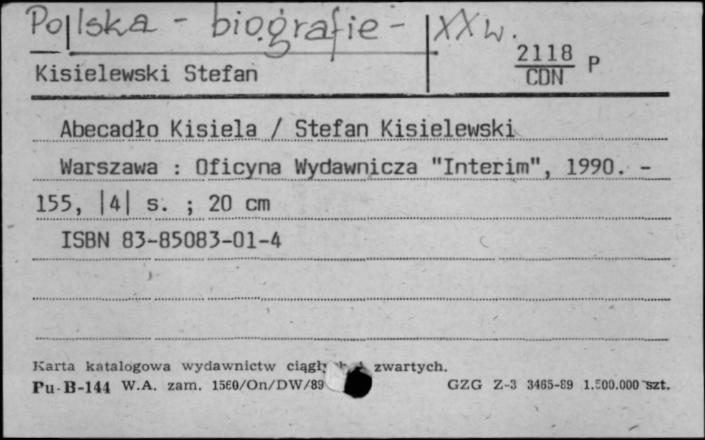 Polska - biografie - XX w.
Kisielewski Stefan
2118
CDN P
Abecadło Kisiela / Stefan Kisielewski
Warszawa : Oficyna Wydawnicza "Interim", 1990. -
155, |4| s. ; 20 cm
ISBN 83-85083-01-4
Karta katalogowa wydawnictw zwartych.
Pu-B-144 W.A. zam. 1560/On/DW/89 GZG Z-3 3465-89 1.500.000 szt.